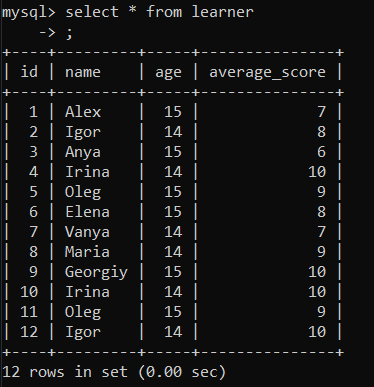 mysql> select * from learner
    -> ;
+----+---------+-----+---------------+
| id | name    | age | average_score |
+----+---------+-----+---------------+
|  1 | Alex    |  15 |             7 |
|  2 | Igor    |  14 |             8 |
|  3 | Anya    |  15 |             6 |
|  4 | Irina   |  14 |            10 |
|  5 | Oleg    |  15 |             9 |
|  6 | Elena   |  15 |             8 |
|  7 | Vanya   |  14 |             7 |
|  8 | Maria   |  14 |             9 |
|  9 | Georgiy |  15 |            10 |
| 10 | Irina   |  14 |            10 |
| 11 | Oleg    |  15 |             9 |
| 12 | Igor    |  14 |            10 |
+----+---------+-----+---------------+
12 rows in set (0.00 sec)